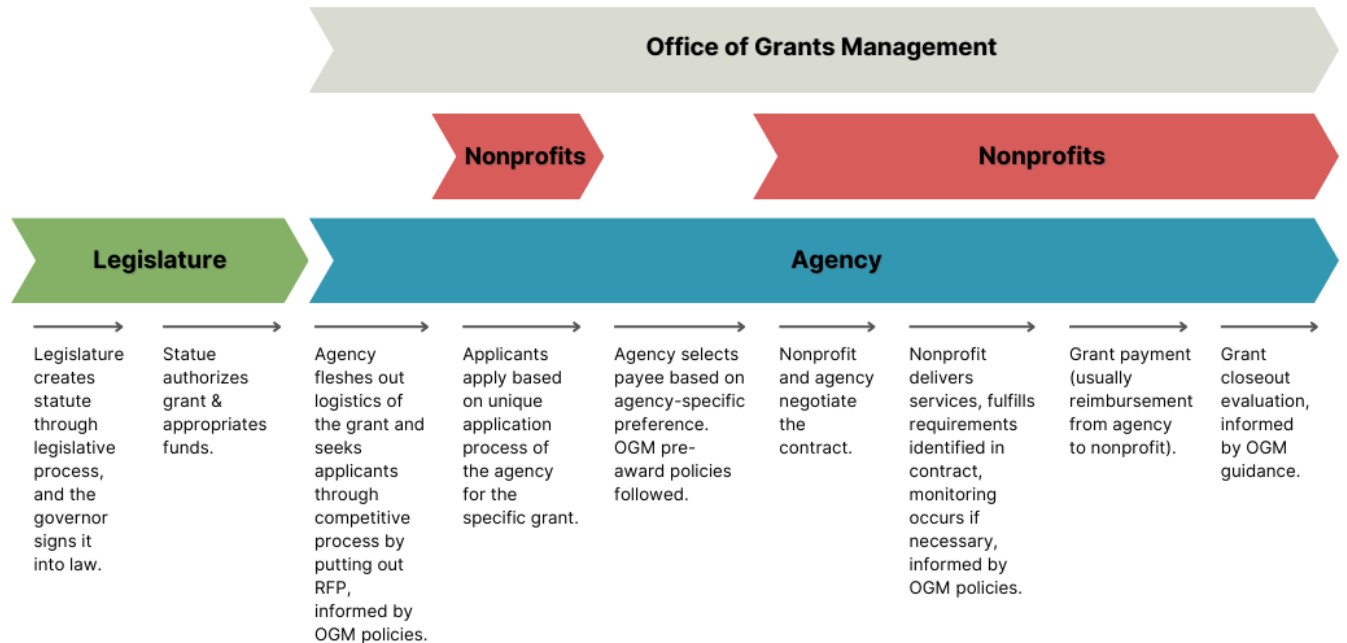 Office of Grants Management
Nonprofits
Nonprofits
Legislature
Agency
Legislature
creates
statute
through
legislative
process,
and the
governor
signs it
into law.
Statue
authorizes
grant &
appropriates
funds.
Agency
fleshes out
logistics of
the grant and
seeks
applicants
through
competitive
process by
putting out
RFP,
informed by
OGM policies.
Applicants
apply based
on unique
application
process of
the agency
for the
specific grant.
Agency selects
payee based on
agency-specific
preference.
OGM pre-
award policies
followed.
Nonprofit
and agency
negotiate
the
contract.
Nonprofit
delivers
services, fulfills
requirements
identified in
contract,
monitoring
occurs if
necessary,
informed by
OGM policies.
Grant payment
(usually
reimbursement
from agency
to nonprofit).
Grant
closeout
evaluation,
informed
by OGM
guidance.